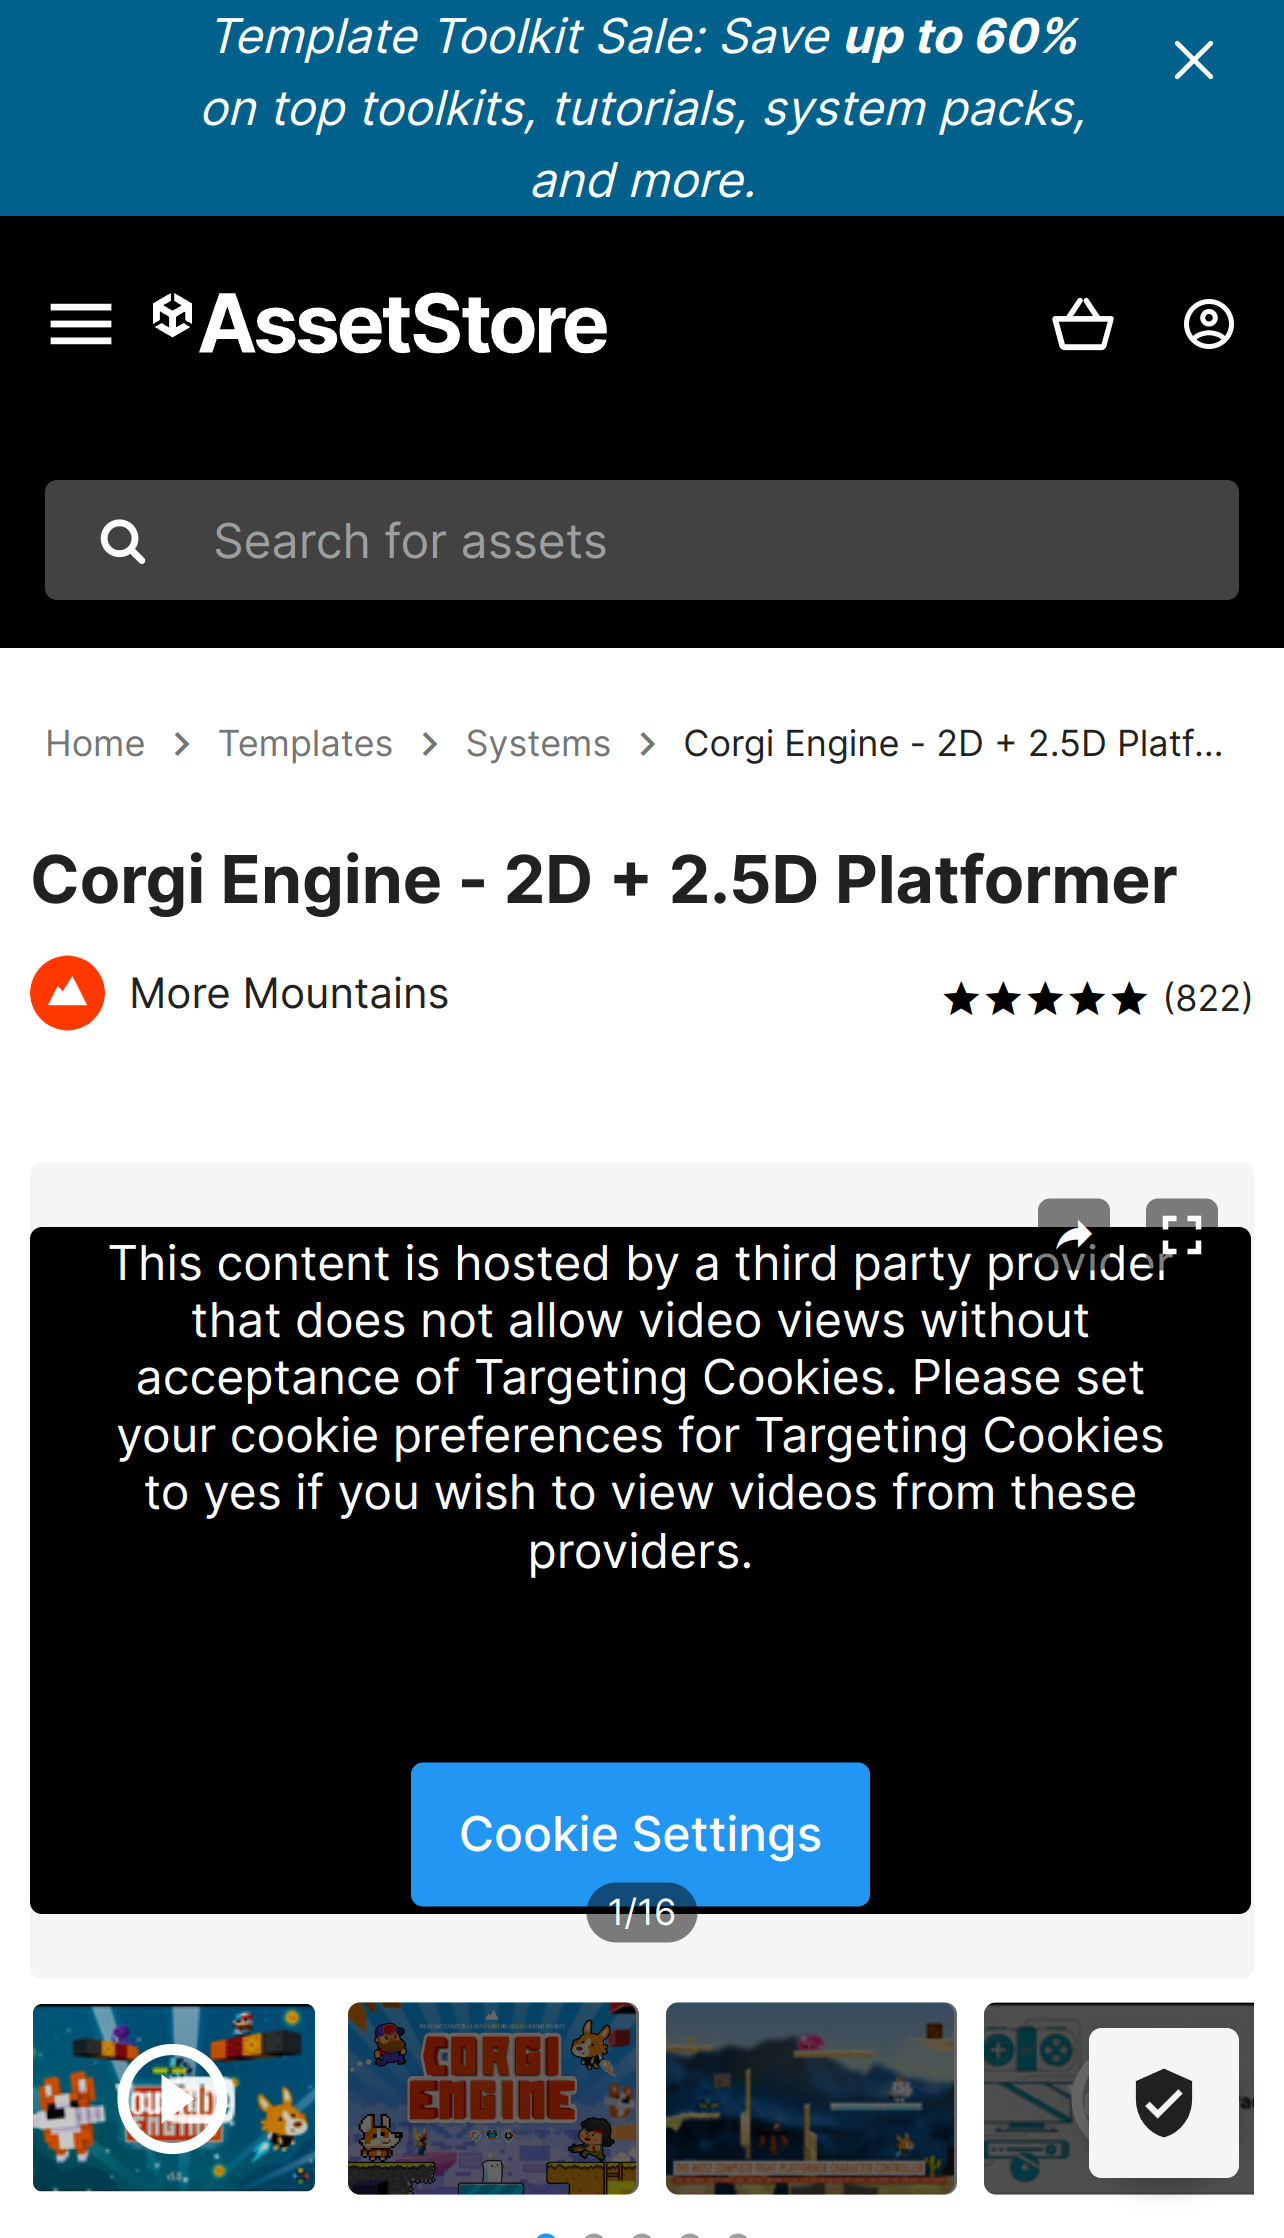 Template Toolkit Sale: Save up to 60%
on top toolkits, tutorials, system packs,
and more.
AssetStore
Search for assets
Home
Templates
Systems
Corgi Engine - 2D + 2.5D Platf...
Corgi Engine - 2D + 2.5D Platformer
More Mountains
(822)
This content is hosted by a third party provider
that does not allow video views without
acceptance of Targeting Cookies. Please set
your cookie preferences for Targeting Cookies
to yes if you wish to view videos from these
providers.
Cookie Settings
1/16
CORGI
ENGINE